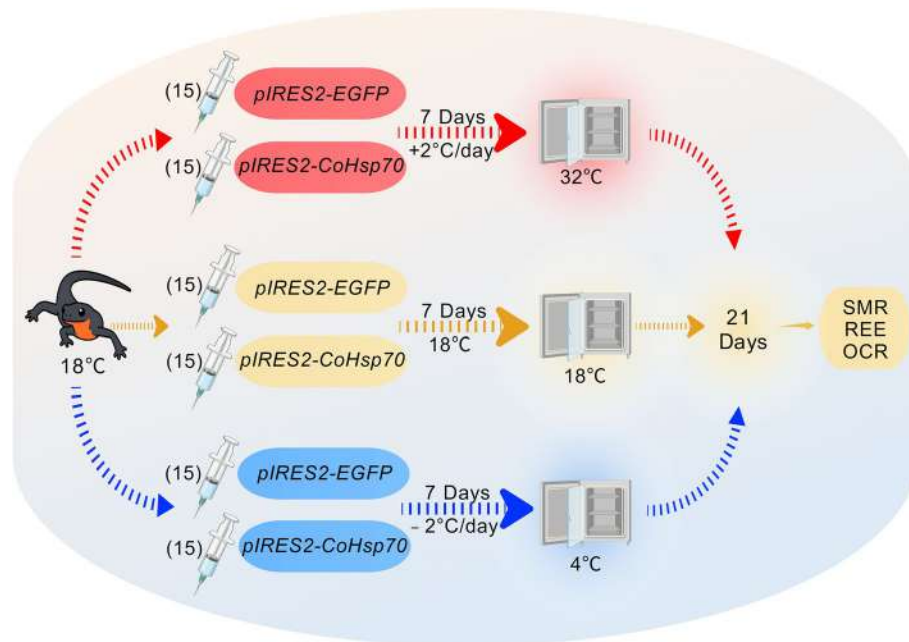 (15)
pIRES2-EGFP
(15)
pIRES2-CoHsp70
7 Days
+2°C/day
32℃
18℃
(15)
pIRES2-EGFP
(15)
pIRES2-CoHsp70
7 Days
18℃
18℃
21
Days
SMR
REE
OCR
(15)
pIRES2-EGFP
(15)
pIRES2-CoHsp70
7 Days
– 2°C/day
4℃